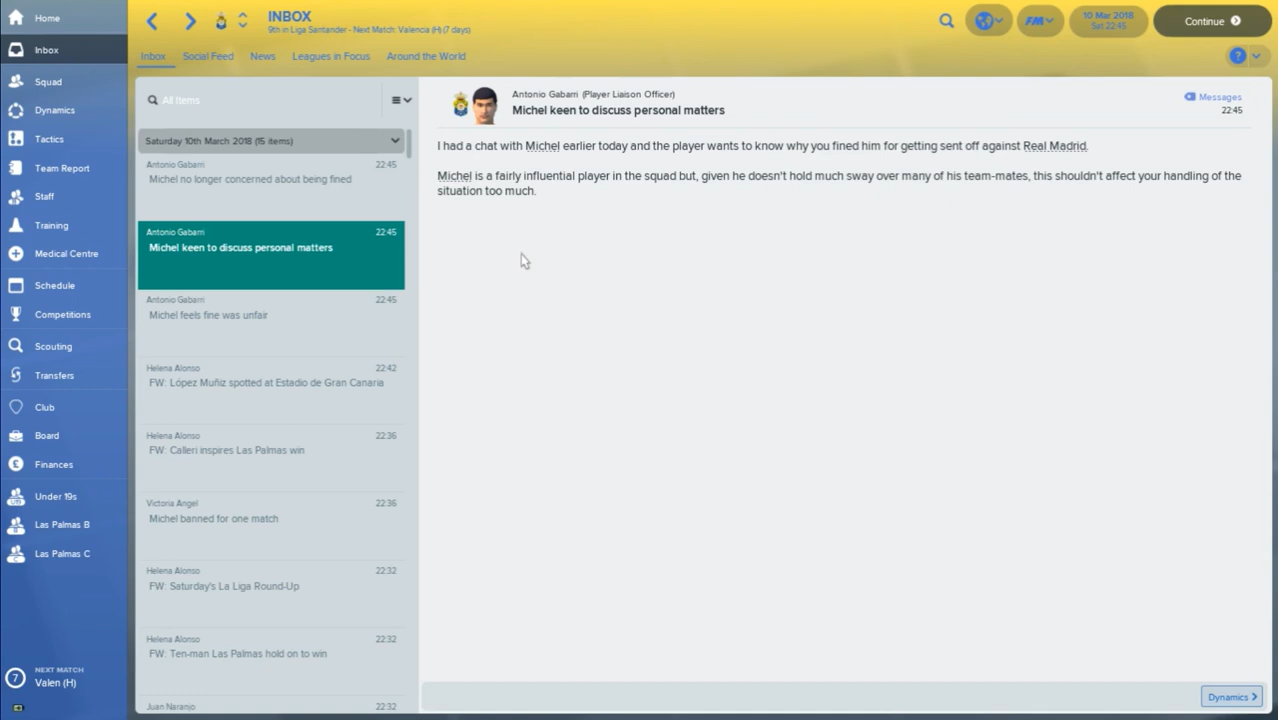 Home
Inbox
Squad
Dynamics
Tactics
Team Report
Staff
Training
Medical Centre
Schedule
Competitions
Scouting
Transfers
Club
Board
Finances
Under 19s
Las Palmas B
Las Palmas C
7
NEXT MATCH
Valen (H)
INBOX
9th in Liga Santander - Next Match: Valencia (H) (7 days)
FM
10 Mar 2018
Sat 22:45
Continue
Inbox
Social Feed
News
Leagues in Focus
Around the World
?
All Items
Saturday 10th March 2018 (15 items)
Antonio Gabarri 22:45
Michel no longer concerned about being fined
Antonio Gabarri 22:45
Michel keen to discuss personal matters
Antonio Gabarri 22:45
Michel feels fine was unfair
Helena Alonso 22:42
FW: López Muñiz spotted at Estadio de Gran Canaria
Helena Alonso 22:36
FW: Calleri inspires Las Palmas win
Victoria Angel 22:36
Michel banned for one match
Helena Alonso 22:32
FW: Saturday's La Liga Round-Up
Helena Alonso 22:32
FW: Ten-man Las Palmas hold on to win
Juan Naranjo 22:32
Antonio Gabarri (Player Liaison Officer)
Michel keen to discuss personal matters
Messages
22:45
I had a chat with Michel earlier today and the player wants to know why you fined him for getting sent off against Real Madrid.
Michel is a fairly influential player in the squad but, given he doesn't hold much sway over many of his team-mates, this shouldn't affect your handling of the
situation too much.
Dynamics